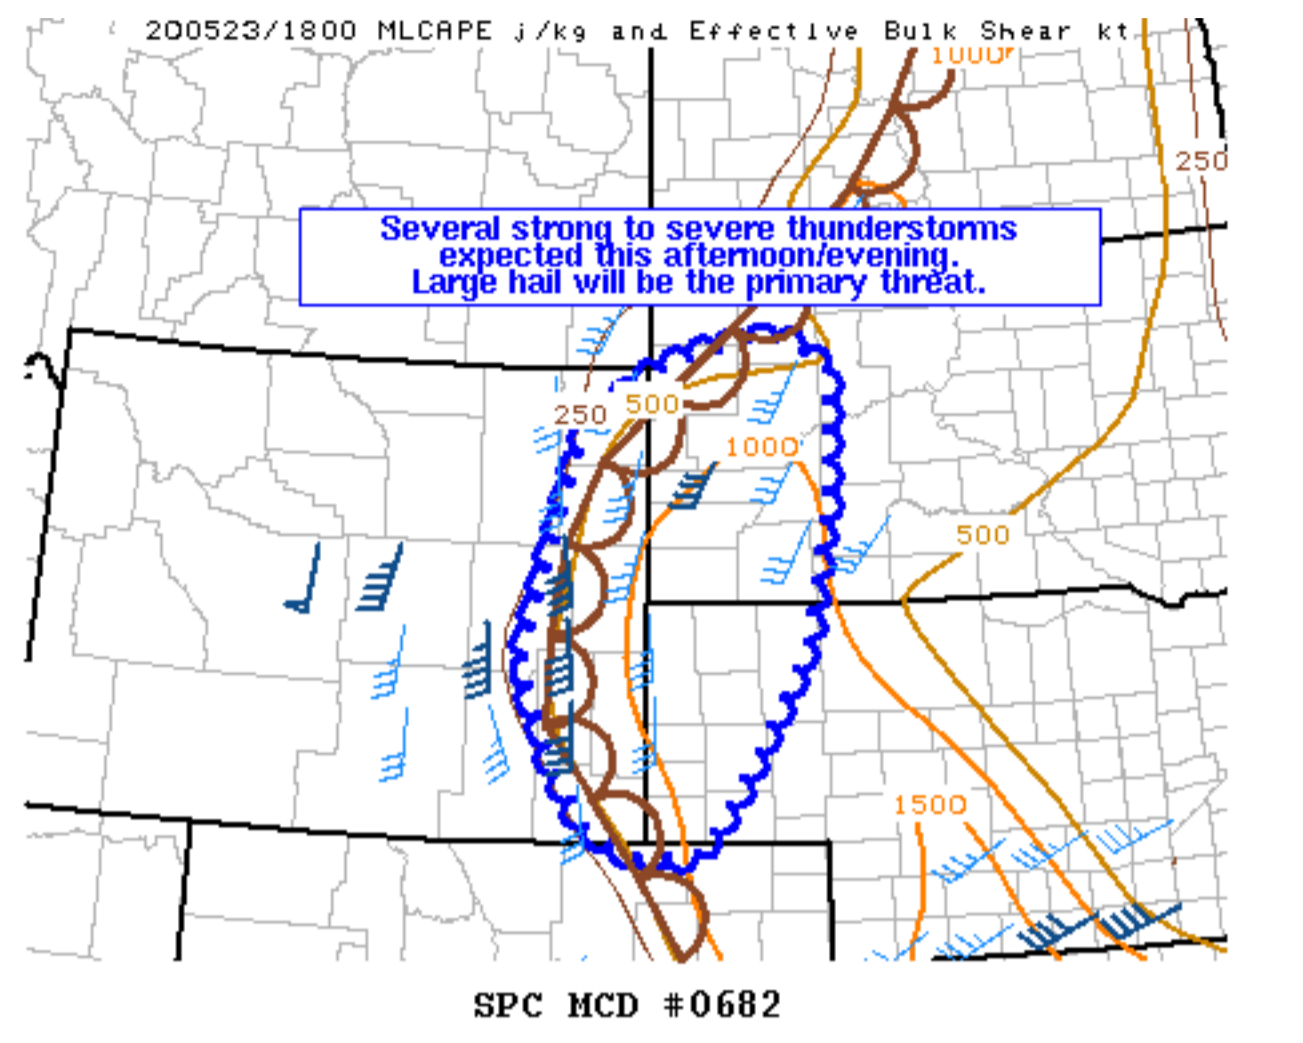 200523/1800 MLCAPE j/kg and Effective Bulk Shear kt
1000
250
Several strong to severe thunderstorms
expected this afternoon/evening.
Large hail will be the primary threat.
250
500
1000
500
1500
SPC MCD #0682